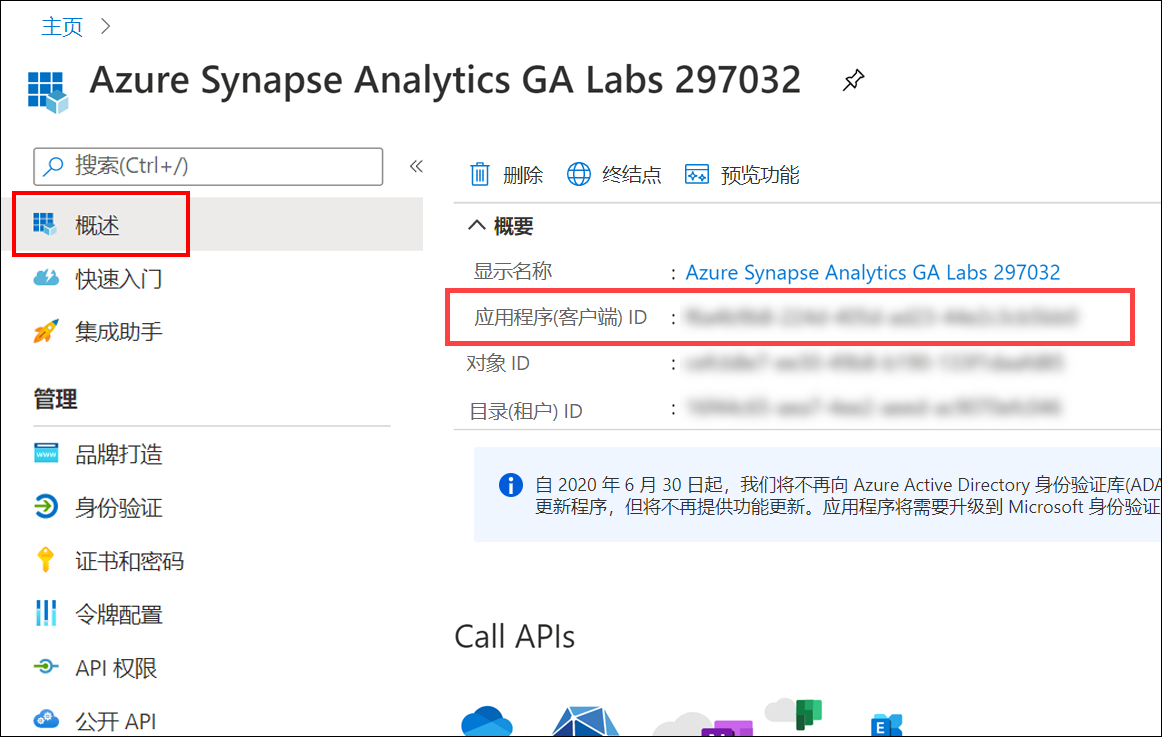 主页
Azure Synapse Analytics GA Labs 297032
搜索(Ctrl+/)
概述
快速入门
集成助手
管理
品牌打造
身份验证
证书和密码
令牌配置
API 权限
公开 API
删除 终结点 预览功能
概要
显示名称 : Azure Synapse Analytics GA Labs 297032
应用程序(客户端) ID :
对象 ID :
目录(租户) ID :
自 2020 年 6 月 30 日起，我们将不再向 Azure Active Directory 身份验证库(ADA
更新程序，但将不再提供功能更新。应用程序将需要升级到 Microsoft 身份验证
Call APIs